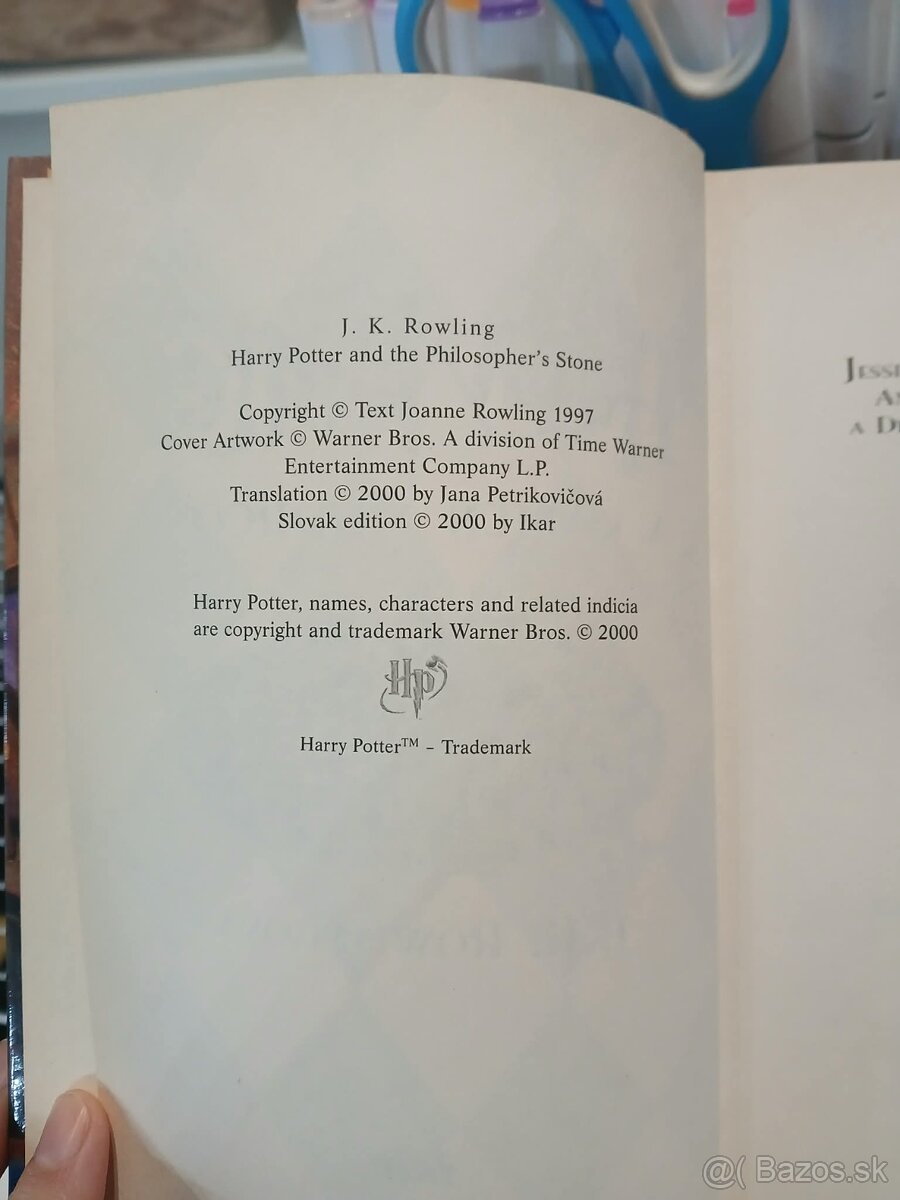 J. K. Rowling
Harry Potter and the Philosopher's Stone
Copyright © Text Joanne Rowling 1997
Cover Artwork © Warner Bros. A division of Time Warner
Entertainment Company L.P.
Translation © 2000 by Jana Petrikovičová
Slovak edition © 2000 by Ikar
Harry Potter, names, characters and related indicia
are copyright and trademark Warner Bros. © 2000
HP
Harry Potter™ – Trademark
A
@( Bazos.sk